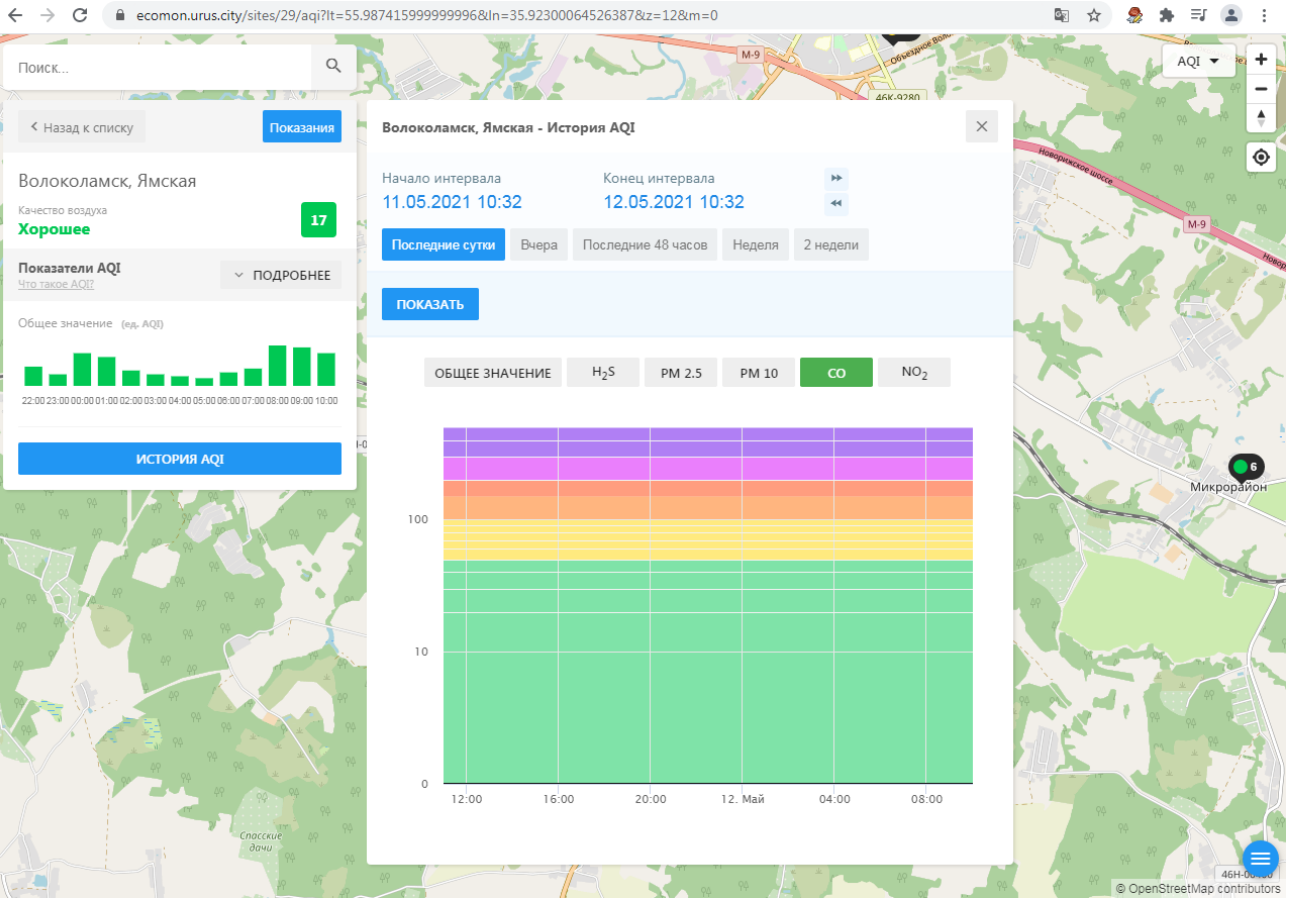 ecomon.urus.city/sites/29/aqi?lt=55.987415999999996&ln=35.92300064526387&z=12&m=0
Поиск...
M-9
Объездное Вол
46К-9280
AQI
Назад к списку
Показания
Волоколамск, Ямская - История AQI
Новорижское шоссе
Волоколамск, Ямская
Качество воздуха
Хорошее
17
Начало интервала
Конец интервала
11.05.2021 10:32
12.05.2021 10:32
M-9
Последние сутки
Вчера
Последние 48 часов
Неделя
2 недели
Показатели AQI
Что такое AQI?
ПОДРОБНЕЕ
ПОКАЗАТЬ
Общее значение (ед. AQI)
22:00 23:00 00:00 01:00 02:00 03:00 04:00 05:00 06:00 07:00 08:00 09:00 10:00
ОБЩЕЕ ЗНАЧЕНИЕ
H2S
PM 2.5
PM 10
CO
NO2
ИСТОРИЯ AQI
6
Микрорайон
100
10
0
12:00
16:00
20:00
12. Май
04:00
08:00
Спасские
дачи
© OpenStreetMap contributors